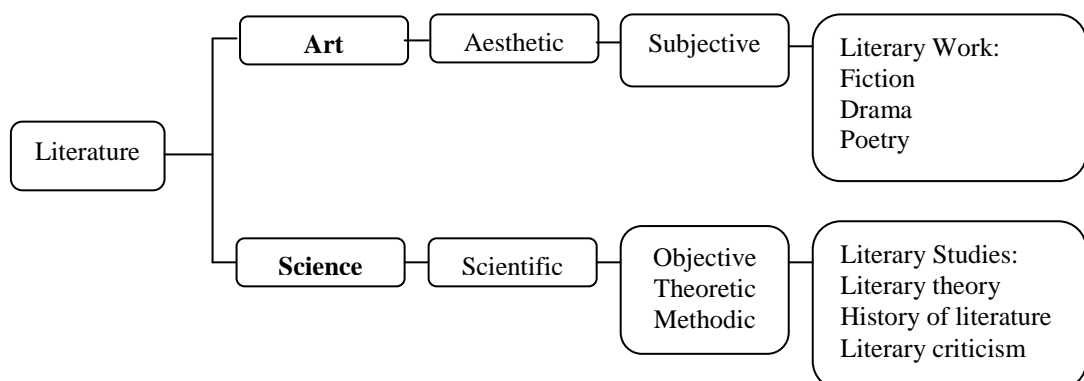 Literature
Art
Aesthetic
Subjective
Literary Work:
Fiction
Drama
Poetry
Science
Scientific
Objective
Theoretic
Methodic
Literary Studies:
Literary theory
History of literature
Literary criticism